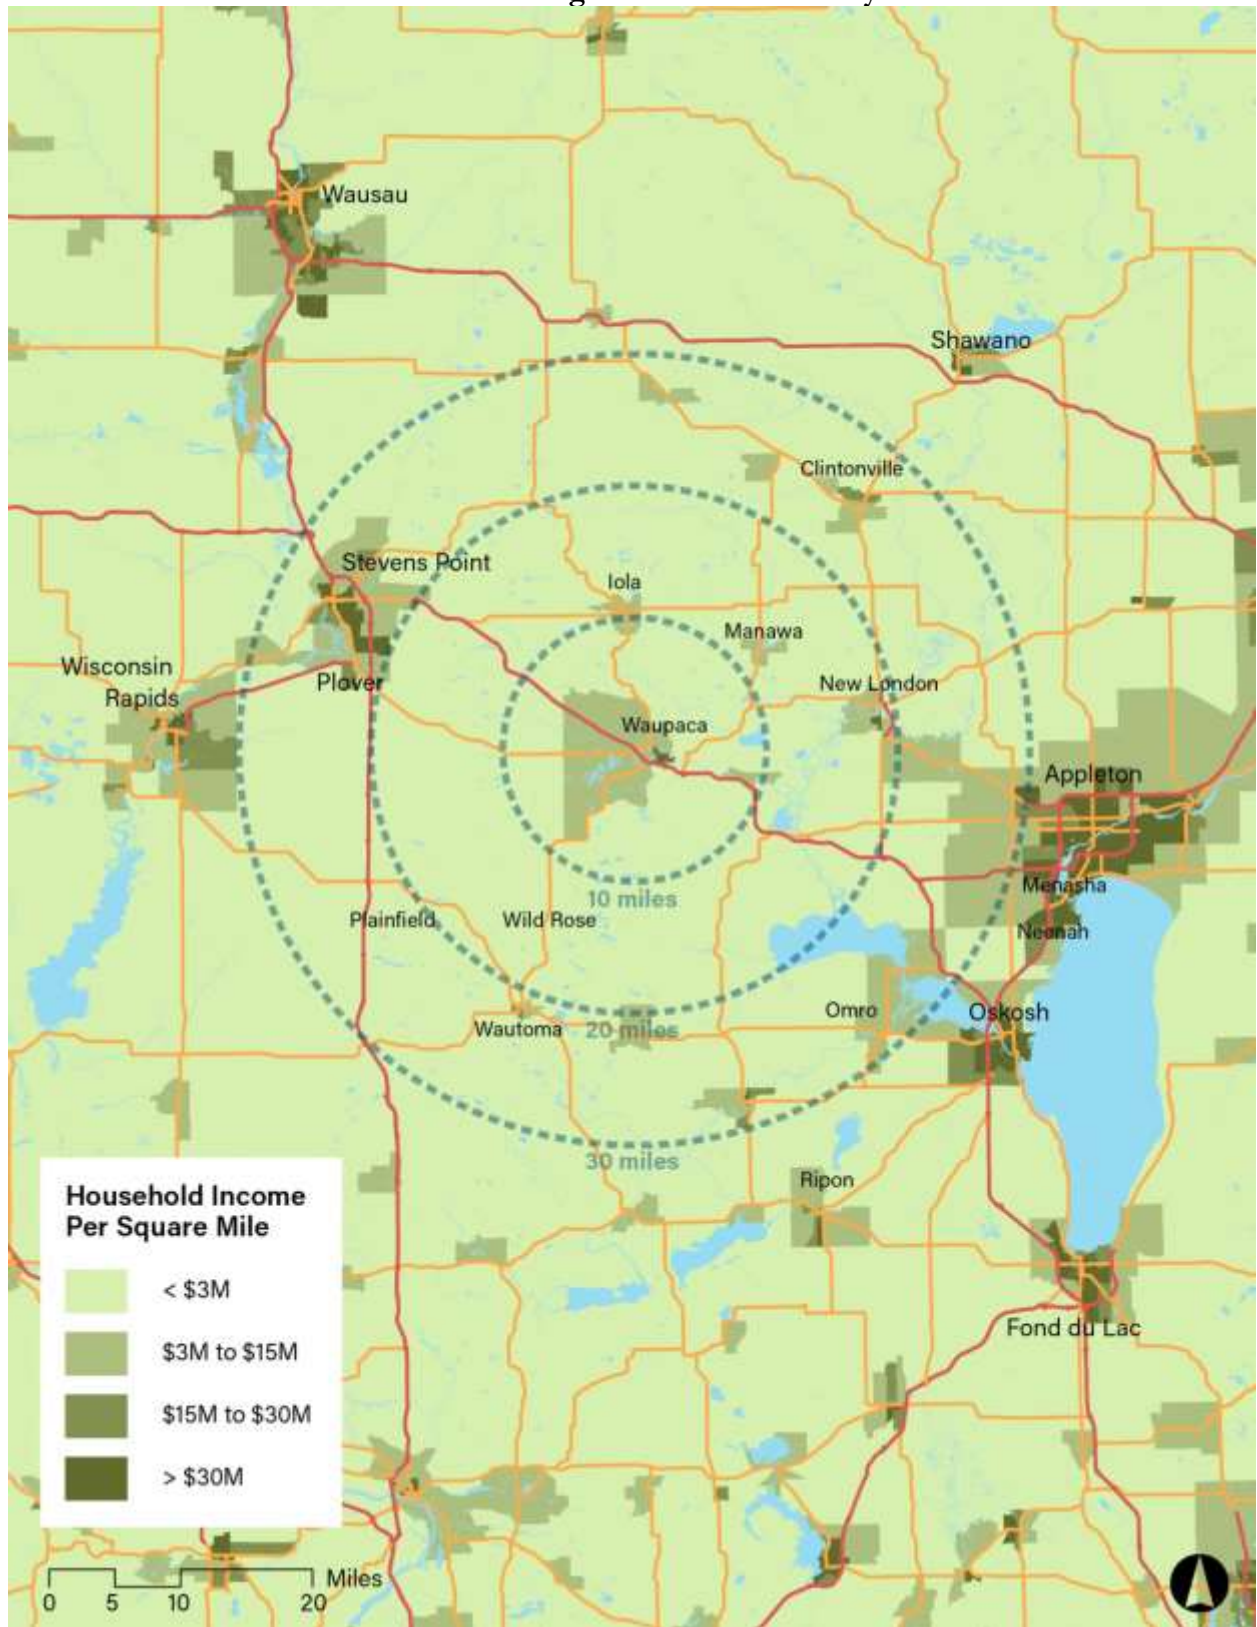 Wausau
Shawano
Clintonville
Stevens Point
Iola
Manawa
Wisconsin
Rapids
Plover
New London
Waupaca
Appleton
Menasha
10 miles
Plainfield
Wild Rose
Neenah
Omro
Oskosh
Wautoma
20 miles
30 miles
Ripon
Household Income
Per Square Mile
< $3M
$3M to $15M
$15M to $30M
> $30M
Fond du Lac
Miles
0 5 10 20